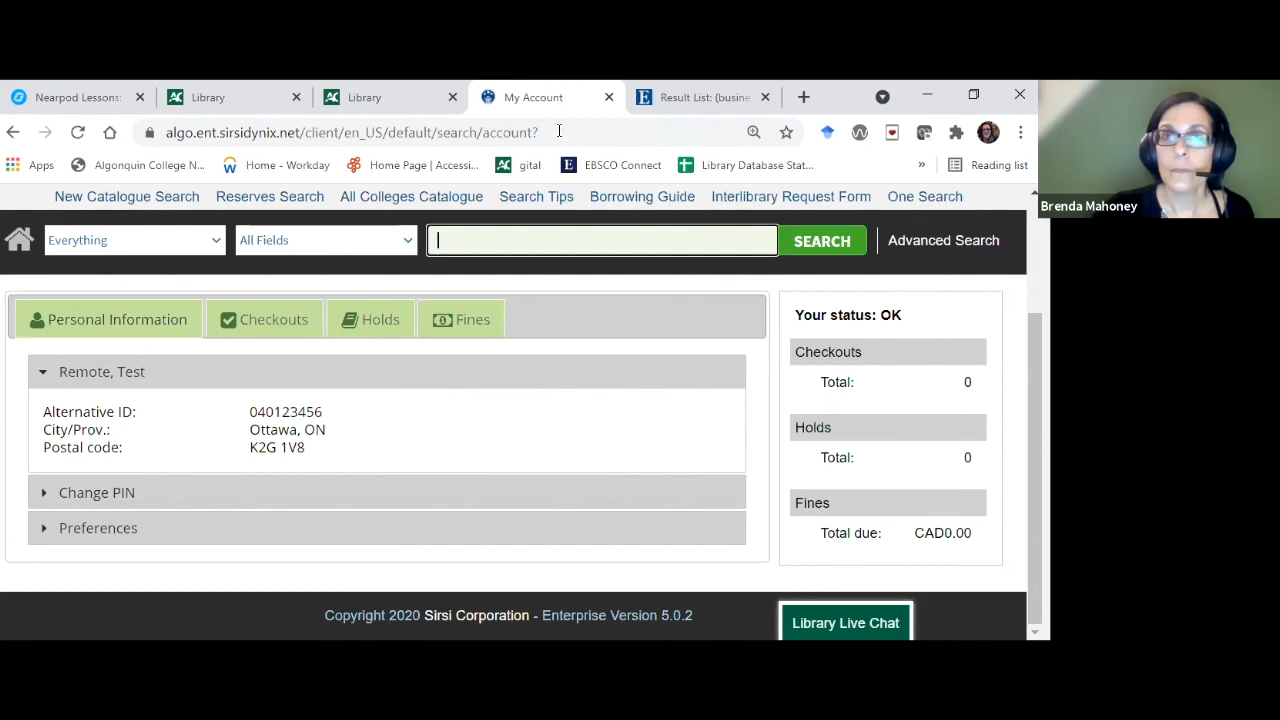 Nearpod Lessons:
Library
Library
My Account
Result List: (busine
algo.ent.sirsidynix.net/client/en_US/default/search/account?
Apps
Algonquin College N...
Home - Workday
Home Page | Accessi...
gital
EBSCO Connect
Library Database Stat...
»
Reading list
Brenda Mahoney
New Catalogue Search
Reserves Search
All Colleges Catalogue
Search Tips
Borrowing Guide
Interlibrary Request Form
One Search
Everything
All Fields
SEARCH
Advanced Search
Personal Information
Checkouts
Holds
Fines
Remote, Test
Alternative ID: 040123456
City/Prov.: Ottawa, ON
Postal code: K2G 1V8
Change PIN
Preferences
Your status: OK
Checkouts
Total: 0
Holds
Total: 0
Fines
Total due: CAD0.00
Copyright 2020 Sirsi Corporation - Enterprise Version 5.0.2
Library Live Chat